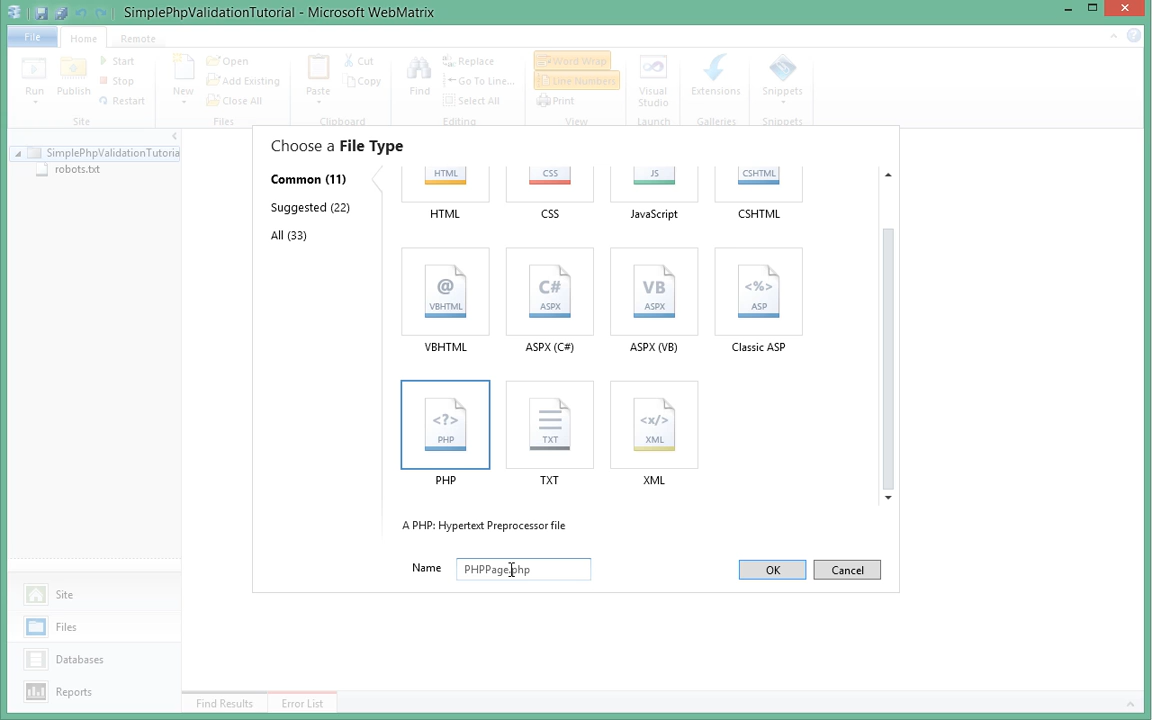 SimplePhpValidationTutorial - Microsoft WebMatrix
File Home Remote
Run
Publish
Start
Stop
Restart
Site
New
Open
Add Existing
Close All
Files
Paste
Cut
Copy
Clipboard
Find
Replace
Go To Line...
Select All
Editing
Word Wrap
Line Numbers
Print
View
Visual
Studio
Launch
Extensions
Galleries
Snippets
Snippets
SimplePhpValidationTutoria
robots.txt
Choose a File Type
Common (11)
Suggested (22)
All (33)
HTML CSS JS CSHTML
HTML CSS JavaScript CSHTML
@ C# VB <%>
VBHTML ASPX ASPX ASP
VBHTML ASPX (C#) ASPX (VB) Classic ASP
<?> <x/>
PHP TXT XML
PHP TXT XML
A PHP: Hypertext Preprocessor file
Name PHPPage.php OK Cancel
Site
Files
Databases
Reports
Find Results Error List